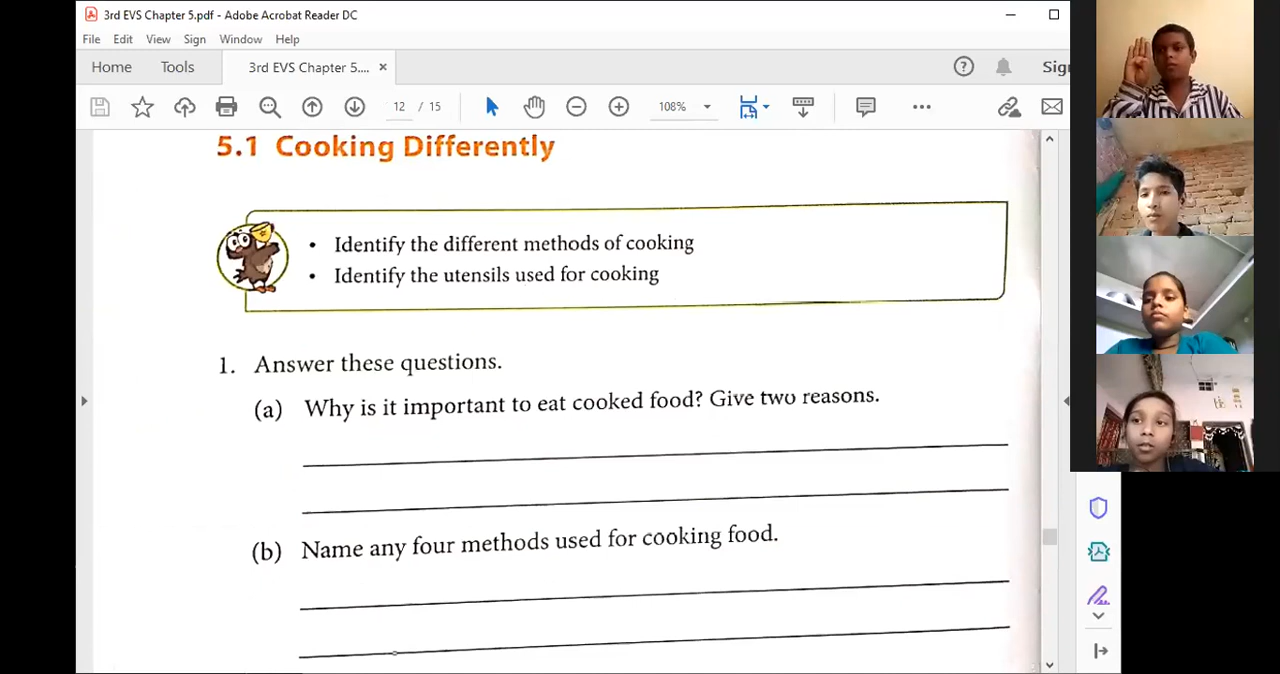 3rd EVS Chapter 5.pdf - Adobe Acrobat Reader DC
File Edit View Sign Window Help
Home Tools 3rd EVS Chapter 5.... × Sign
12 / 15 108%
5.1 Cooking Differently
• Identify the different methods of cooking
• Identify the utensils used for cooking
1. Answer these questions.
(a) Why is it important to eat cooked food? Give two reasons.
(b) Name any four methods used for cooking food.